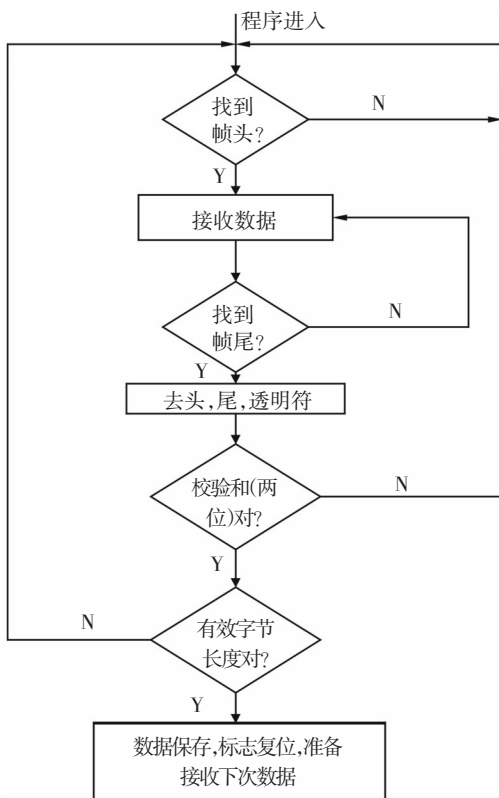 程序进入
找到
帧头?
N
Y
接收数据
找到
帧尾?
N
Y
去头,尾,透明符
校验和(两
位)对?
N
Y
有效字节
长度对?
N
Y
数据保存,标志复位,准备
接收下次数据